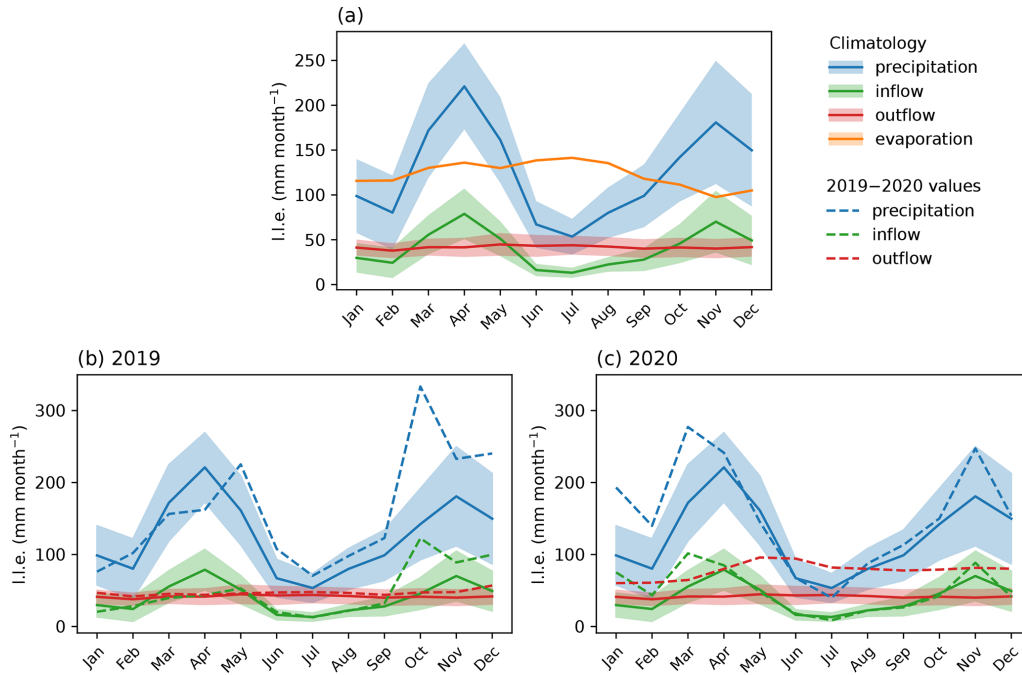 (a)
l.l.e. (mm month⁻¹)
250
200
150
100
50
0
Jan
Feb
Mar
Apr
May
Jun
Jul
Aug
Sep
Oct
Nov
Dec
Climatology
precipitation
inflow
outflow
evaporation
2019−2020 values
precipitation
inflow
outflow
(b) 2019
l.l.e. (mm month⁻¹)
300
200
100
0
Jan
Feb
Mar
Apr
May
Jun
Jul
Aug
Sep
Oct
Nov
Dec
(c) 2020
l.l.e. (mm month⁻¹)
300
200
100
0
Jan
Feb
Mar
Apr
May
Jun
Jul
Aug
Sep
Oct
Nov
Dec